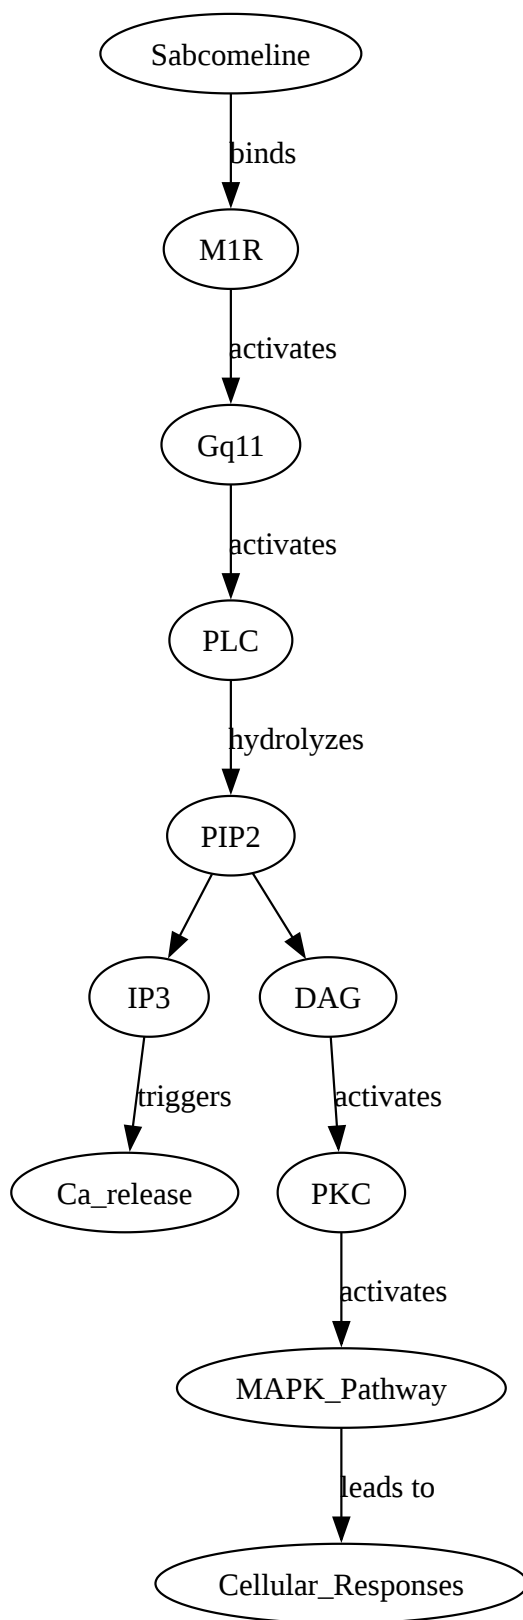 Sabcomeline
binds
M1R
activates
Gq11
activates
PLC
hydrolyzes
PIP2
IP3
DAG
triggers
activates
Ca_release
PKC
activates
MAPK_Pathway
leads to
Cellular_Responses